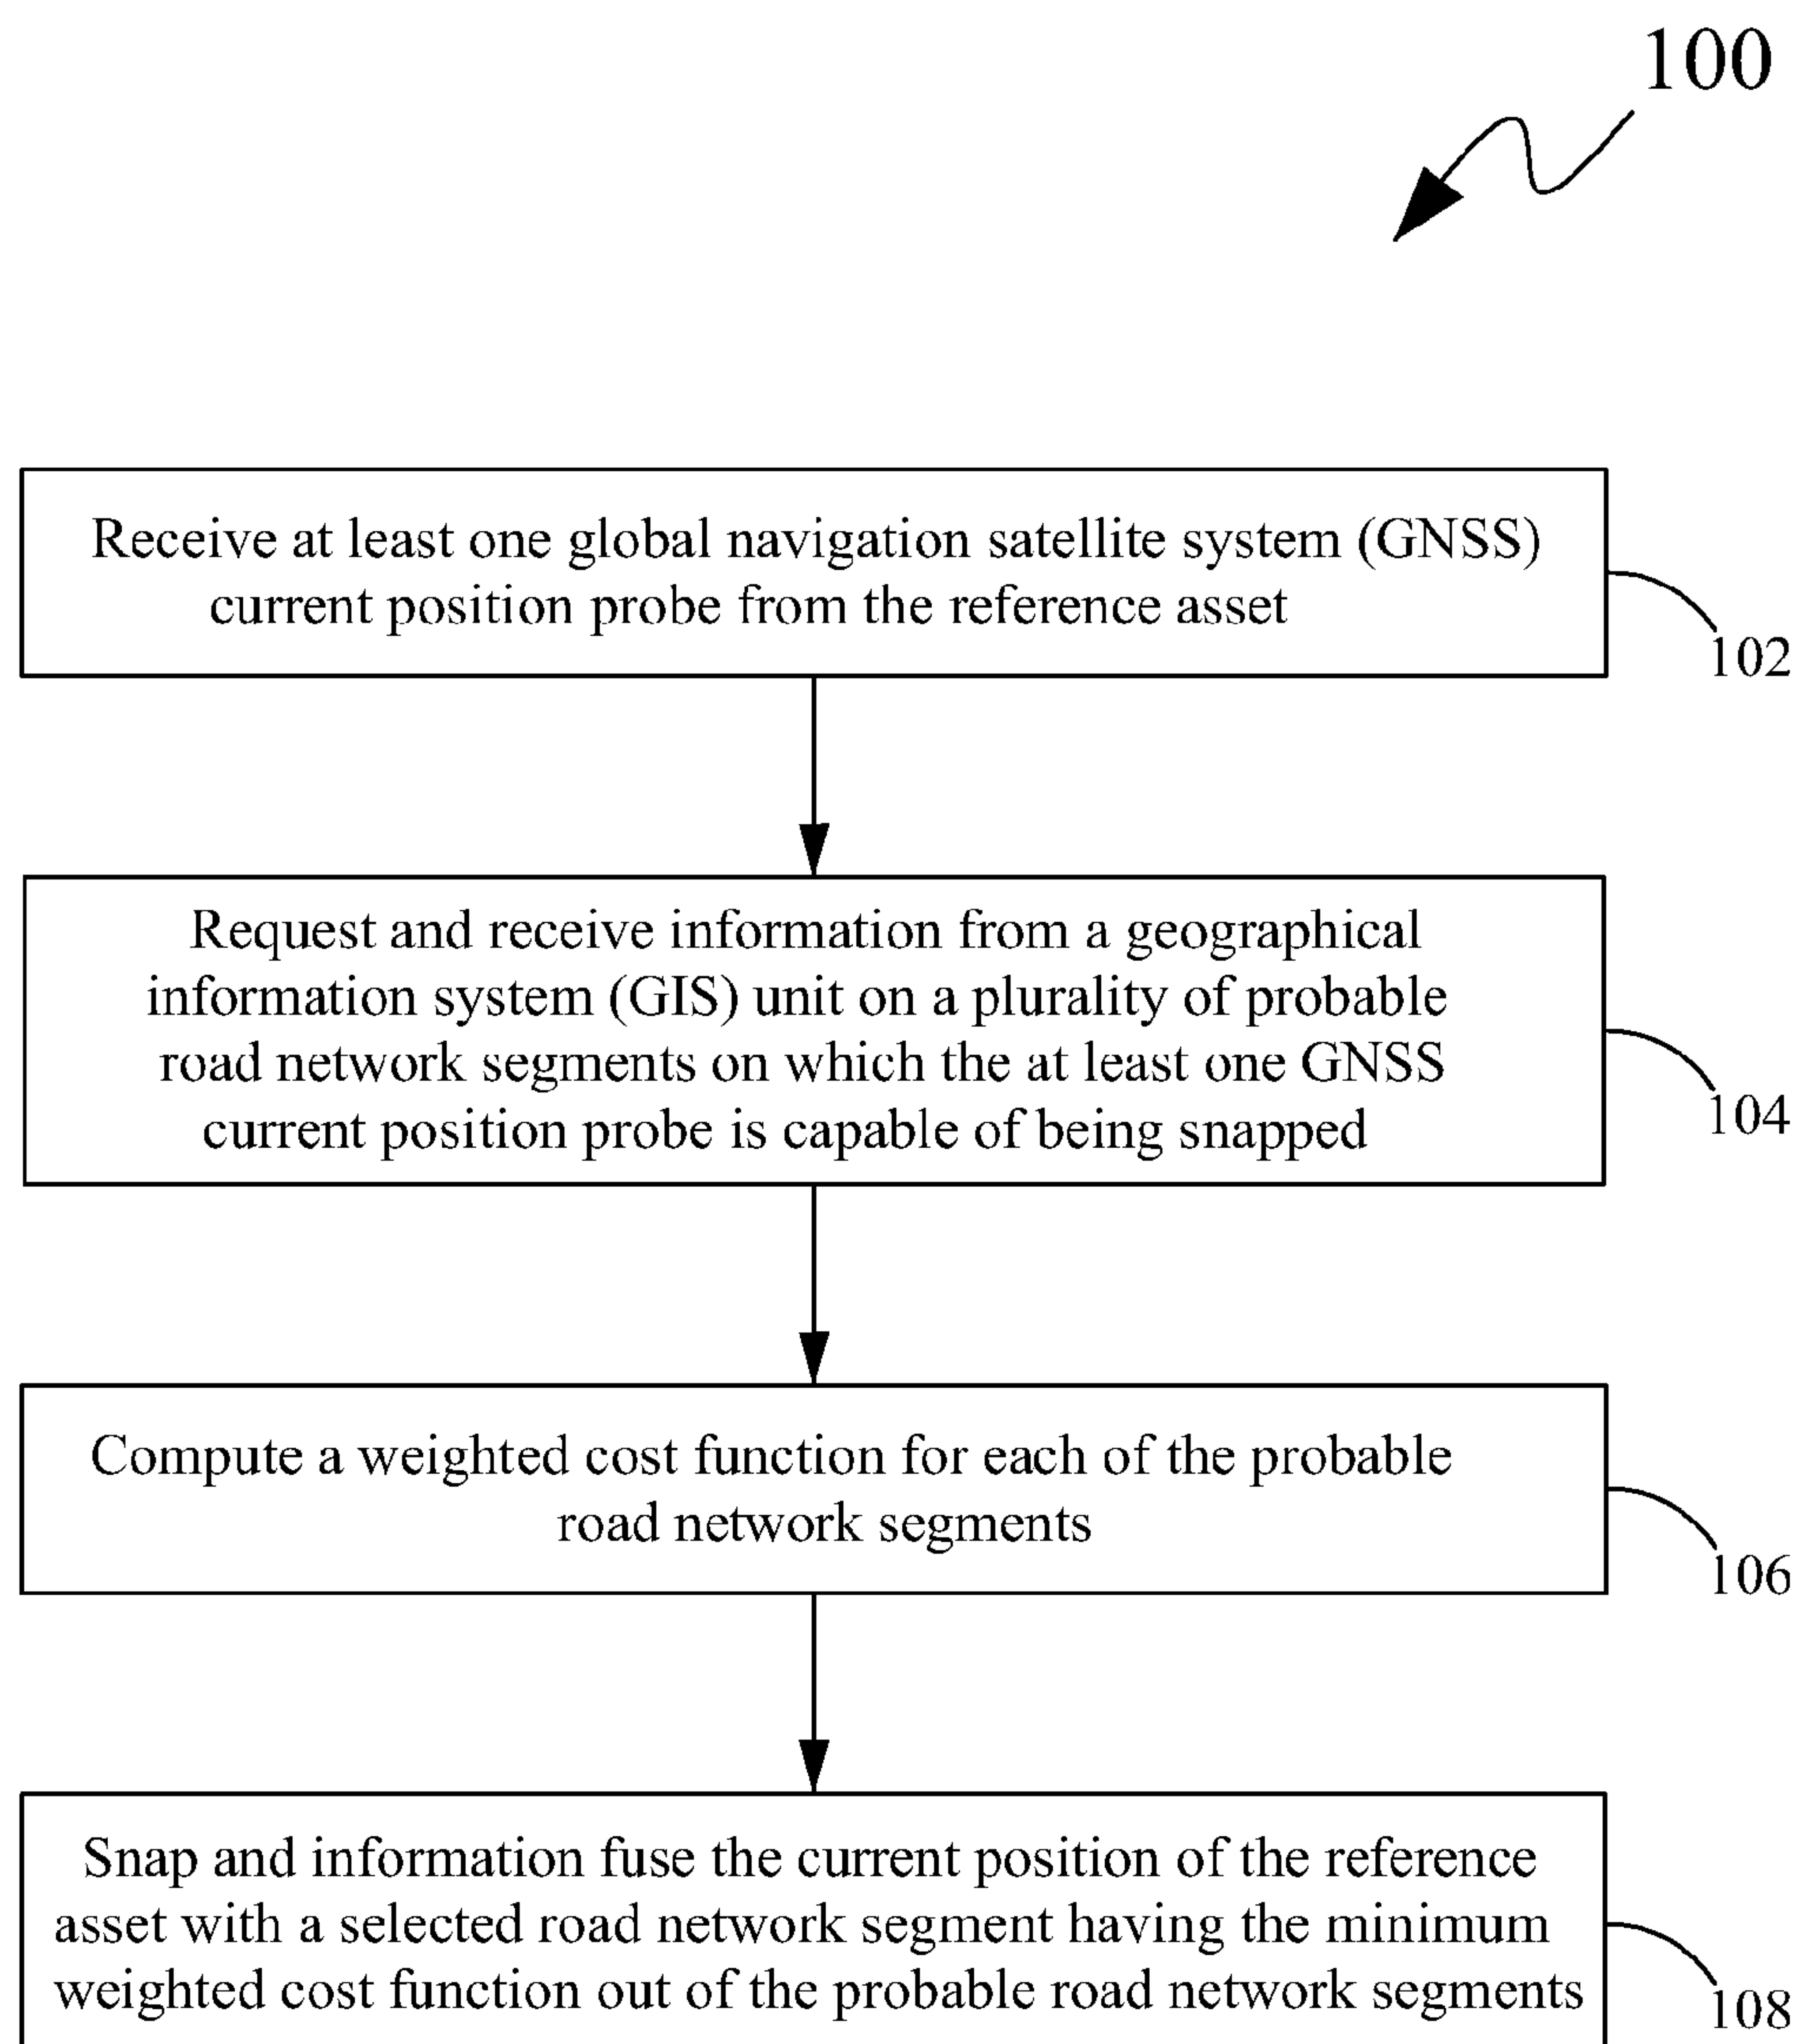 100
Receive at least one global navigation satellite system (GNSS)
current position probe from the reference asset
102
Request and receive information from a geographical
information system (GIS) unit on a plurality of probable
road network segments on which the at least one GNSS
current position probe is capable of being snapped
104
Compute a weighted cost function for each of the probable
road network segments
106
Snap and information fuse the current position of the reference
asset with a selected road network segment having the minimum
weighted cost function out of the probable road network segments
108